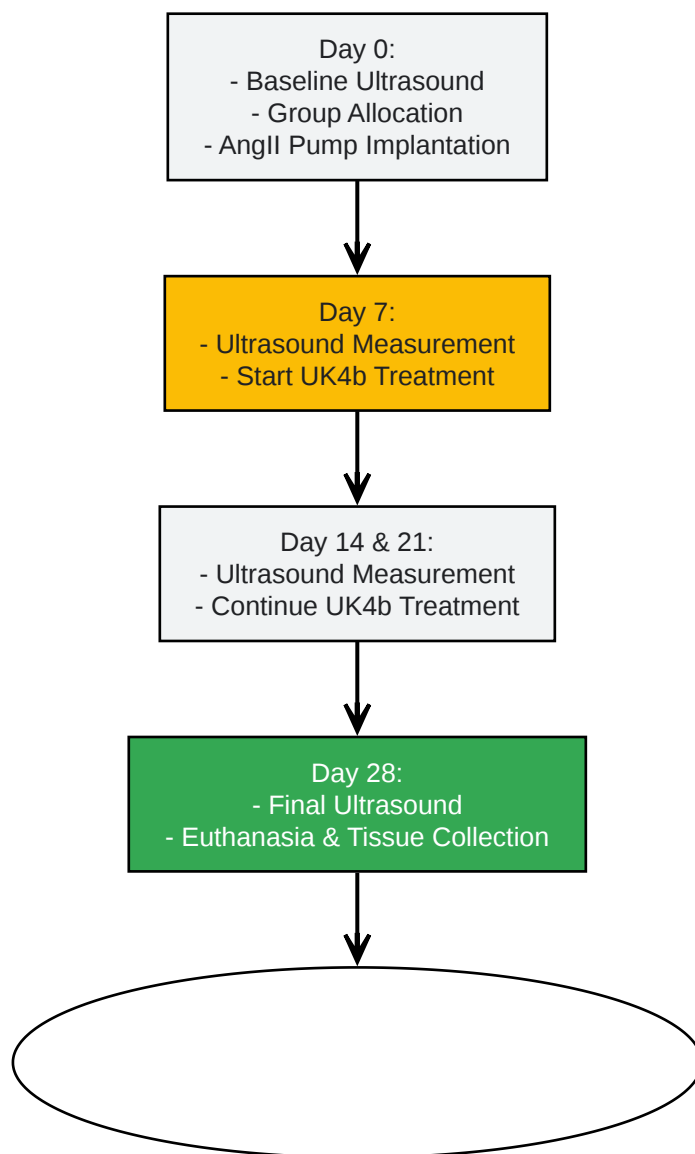 Day 0:
- Baseline Ultrasound
- Group Allocation
- AngII Pump Implantation
Day 7:
- Ultrasound Measurement
- Start UK4b Treatment
Day 14 & 21:
- Ultrasound Measurement
- Continue UK4b Treatment
Day 28:
- Final Ultrasound
- Euthanasia & Tissue Collection